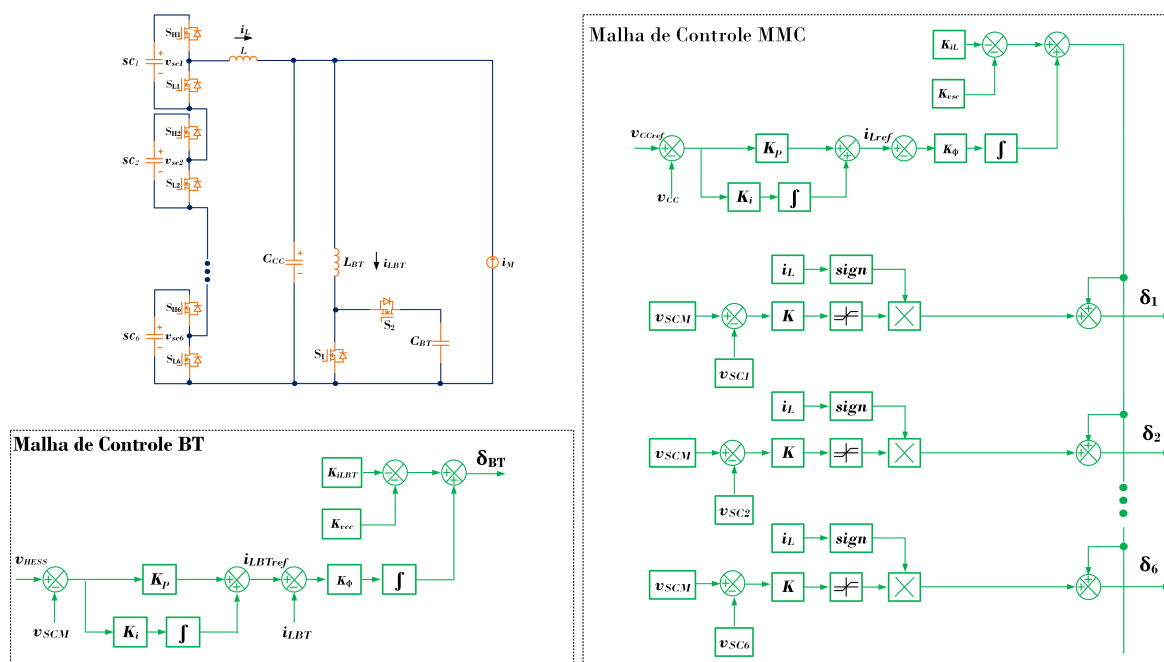 S_H1
i_L
L
SC_1
v_sc1
S_L1
S_H2
SC_2
v_sc2
S_L2
C_CC
L_BT
i_LBT
i_M
S_H6
SC_6
v_sc6
S_L6
S_2
S_1
C_BT
Malha de Controle BT
K_iLBT
δ_BT
K_vcc
v_HESS
K_P
i_LBTref
K_ϕ
∫
v_SCM
K_i
∫
i_LBT
Malha de Controle MMC
K_iL
K_vsc
v_CCref
K_P
i_Lref
K_ϕ
∫
v_CC
K_i
∫
i_L
sign
δ_1
v_SCM
K
v_SC1
i_L
sign
δ_2
v_SCM
K
v_SC2
i_L
sign
δ_6
v_SCM
K
v_SC6